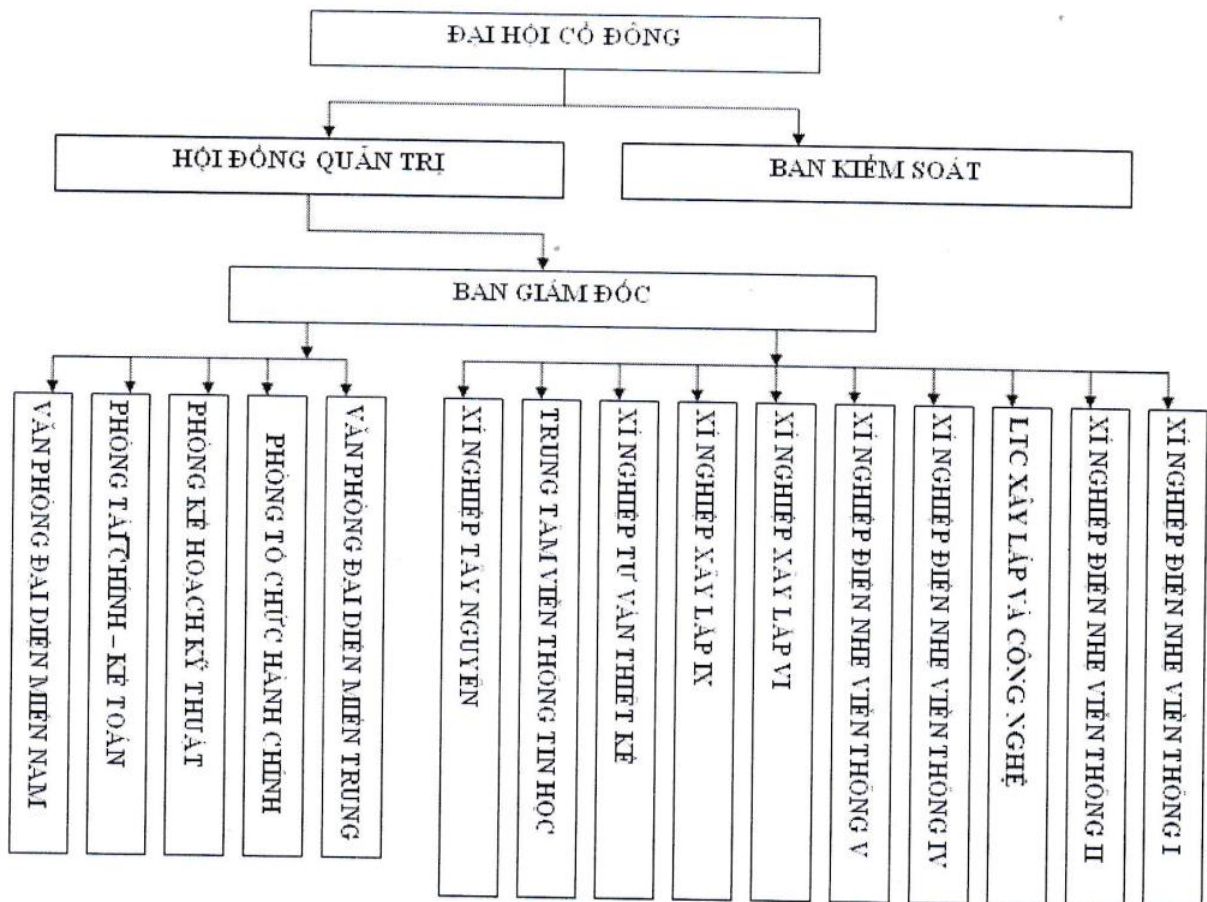 ĐẠI HỘI CỔ ĐÔNG
HỘI ĐỒNG QUẢN TRỊ
BAN KIỂM SOÁT
BAN GIÁM ĐỐC
VĂN PHÒNG ĐẠI DIỆN MIỀN NAM
PHÒNG TÀI CHÍNH – KẾ TOÁN
PHÒNG KẾ HOẠCH KỸ THUẬT
PHÒNG TỔ CHỨC HÀNH CHÍNH
VĂN PHÒNG ĐẠI DIỆN MIỀN TRUNG
XÍ NGHIỆP TÂY NGUYÊN
TRUNG TÂM VIỄN THÔNG TIN HỌC
XÍ NGHIỆP TƯ VẤN THIẾT KẾ
XÍ NGHIỆP XÂY LẮP IX
XÍ NGHIỆP XÂY LẮP VI
XÍ NGHIỆP ĐIỆN NHẸ VIỄN THÔNG V
XÍ NGHIỆP ĐIỆN NHẸ VIỄN THÔNG IV
LTC XÂY LẮP VÀ CÔNG NGHỆ
XÍ NGHIỆP ĐIỆN NHẸ VIỄN THÔNG II
XÍ NGHIỆP ĐIỆN NHẸ VIỄN THÔNG I